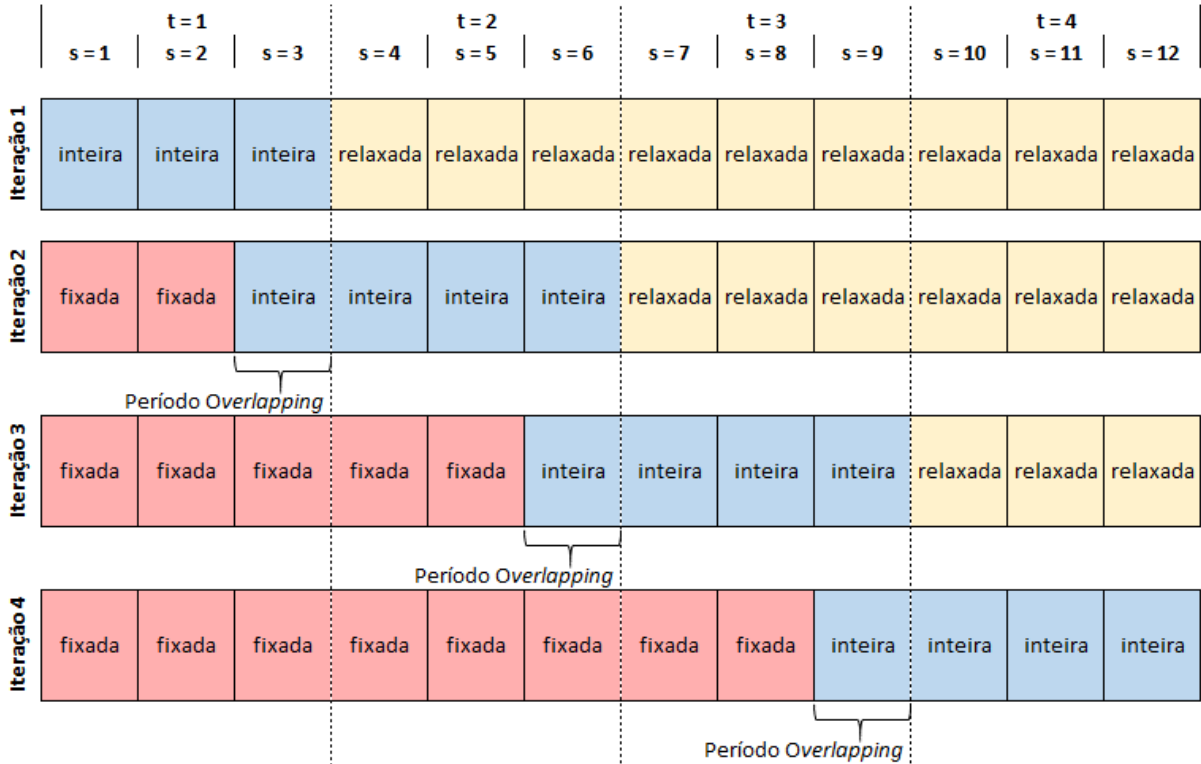 t = 1 t = 2 t = 3 t = 4
s = 1 s = 2 s = 3 s = 4 s = 5 s = 6 s = 7 s = 8 s = 9 s = 10 s = 11 s = 12
Iteração 1
inteira inteira inteira relaxada relaxada relaxada relaxada relaxada relaxada relaxada relaxada relaxada
Iteração 2
fixada fixada inteira inteira inteira inteira relaxada relaxada relaxada relaxada relaxada relaxada
Período Overlapping
Iteração 3
fixada fixada fixada fixada fixada inteira inteira inteira inteira relaxada relaxada relaxada
Período Overlapping
Iteração 4
fixada fixada fixada fixada fixada fixada fixada fixada inteira inteira inteira inteira
Período Overlapping